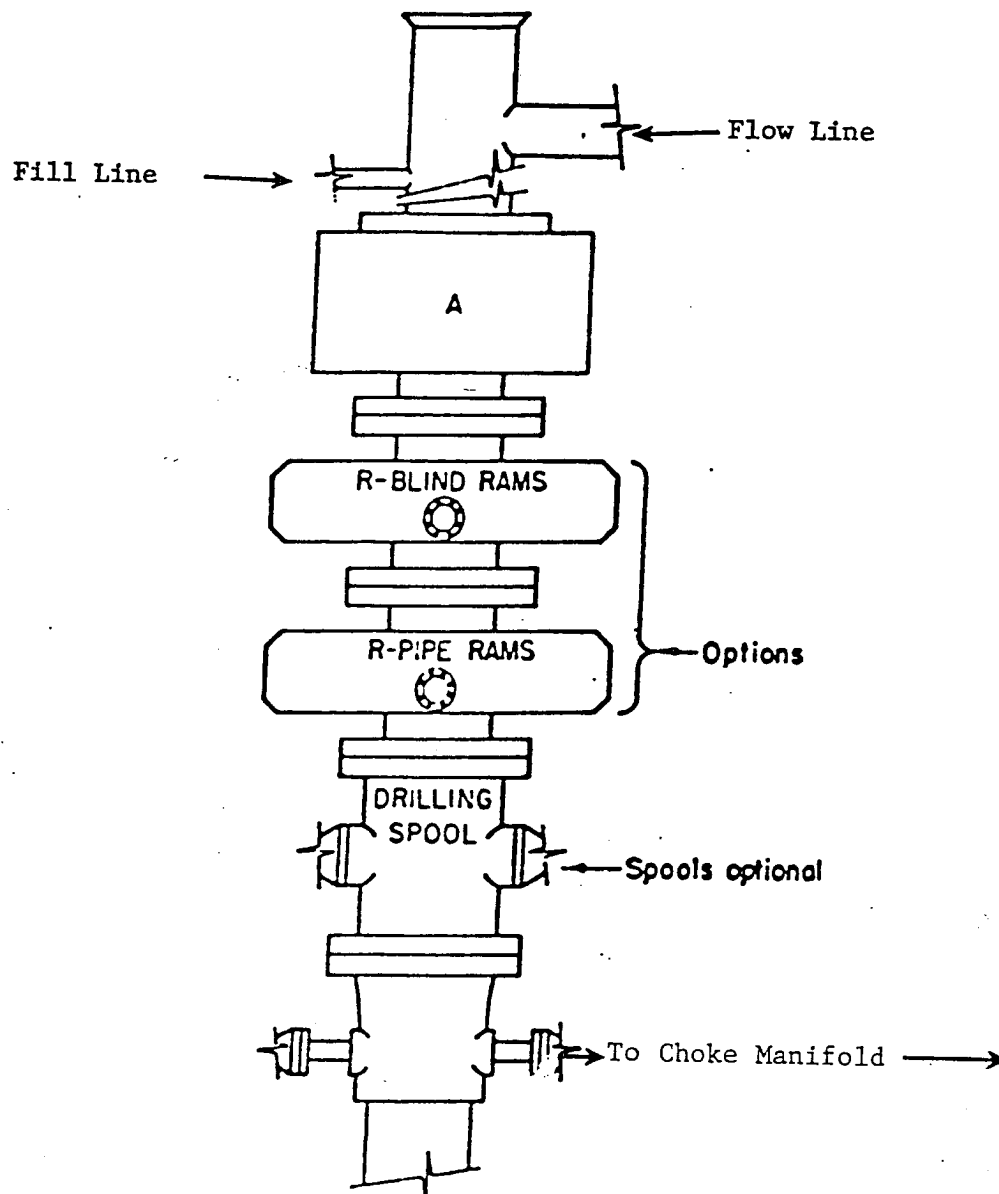 Flow Line
Fill Line
A
R-BLIND RAMS
R-PIPE RAMS
Options
DRILLING
SPOOL
Spools optional
To Choke Manifold